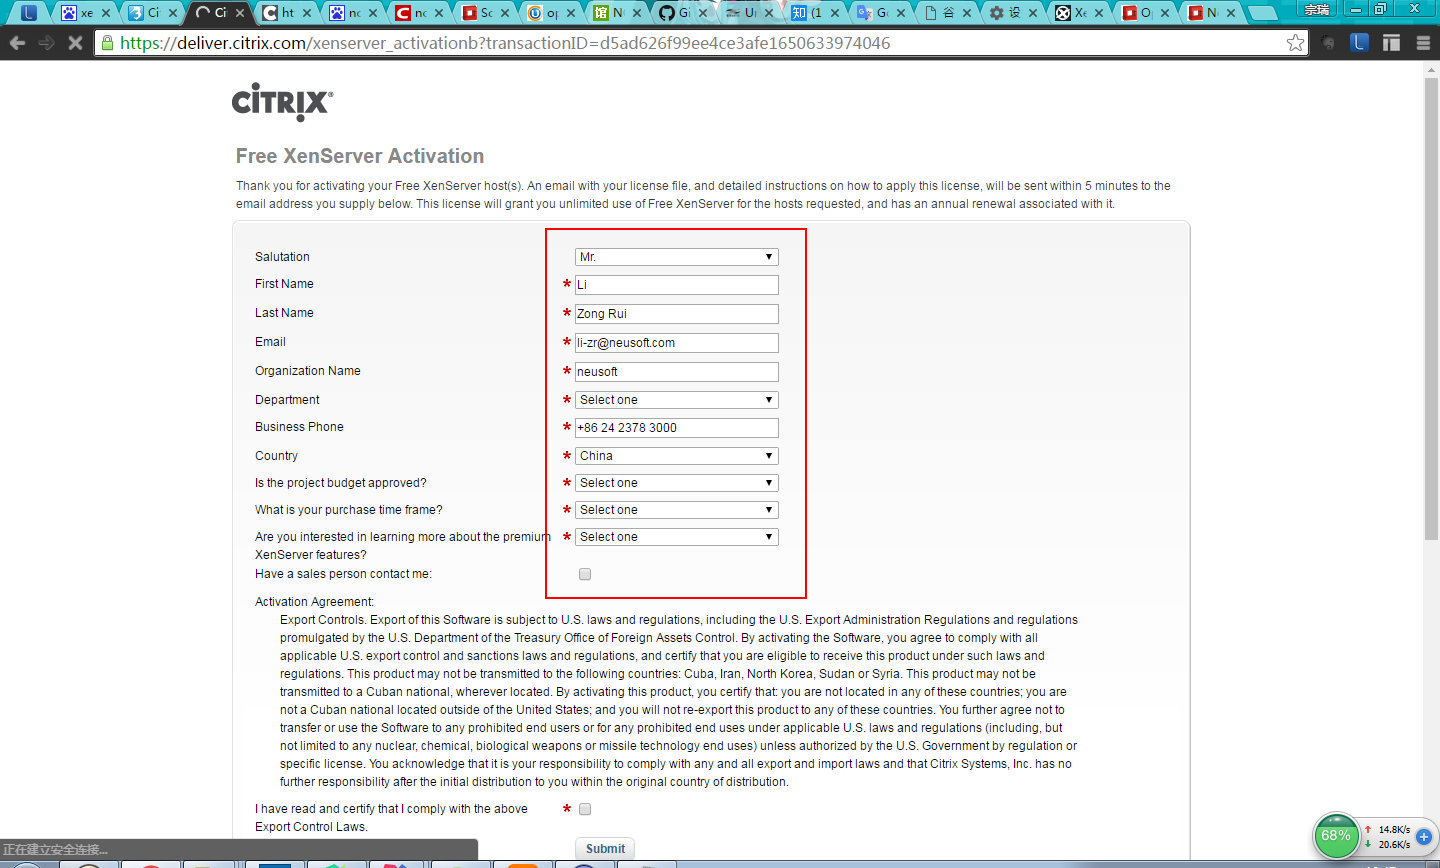 xe
Ci
Ci
ht
no
no
Sc
op
馆 N
Gi
Un
知 (1
Go
谷
设
Xe
O
N
宗瑞
https://deliver.citrix.com/xenserver_activationb?transactionID=d5ad626f99ee4ce3afe1650633974046
CITRIX®
Free XenServer Activation
Thank you for activating your Free XenServer host(s). An email with your license file, and detailed instructions on how to apply this license, will be sent within 5 minutes to the
email address you supply below. This license will grant you unlimited use of Free XenServer for the hosts requested, and has an annual renewal associated with it.
Salutation Mr.
First Name * Li
Last Name * Zong Rui
Email * li-zr@neusoft.com
Organization Name * neusoft
Department * Select one
Business Phone * +86 24 2378 3000
Country * China
Is the project budget approved? * Select one
What is your purchase time frame? * Select one
Are you interested in learning more about the premium * Select one
XenServer features?
Have a sales person contact me:
Activation Agreement:
Export Controls. Export of this Software is subject to U.S. laws and regulations, including the U.S. Export Administration Regulations and regulations
promulgated by the U.S. Department of the Treasury Office of Foreign Assets Control. By activating the Software, you agree to comply with all
applicable U.S. export control and sanctions laws and regulations, and certify that you are eligible to receive this product under such laws and
regulations. This product may not be transmitted to the following countries: Cuba, Iran, North Korea, Sudan or Syria. This product may not be
transmitted to a Cuban national, wherever located. By activating this product, you certify that: you are not located in any of these countries; you are
not a Cuban national located outside of the United States; and you will not re-export this product to any of these countries. You further agree not to
transfer or use the Software to any prohibited end users or for any prohibited end uses under applicable U.S. laws and regulations (including, but
not limited to any nuclear, chemical, biological weapons or missile technology end uses) unless authorized by the U.S. Government by regulation or
specific license. You acknowledge that it is your responsibility to comply with any and all export and import laws and that Citrix Systems, Inc. has no
further responsibility after the initial distribution to you within the original country of distribution.
I have read and certify that I comply with the above *
Export Control Laws.
Submit
正在建立安全连接...
68%
14.8K/s
20.6K/s